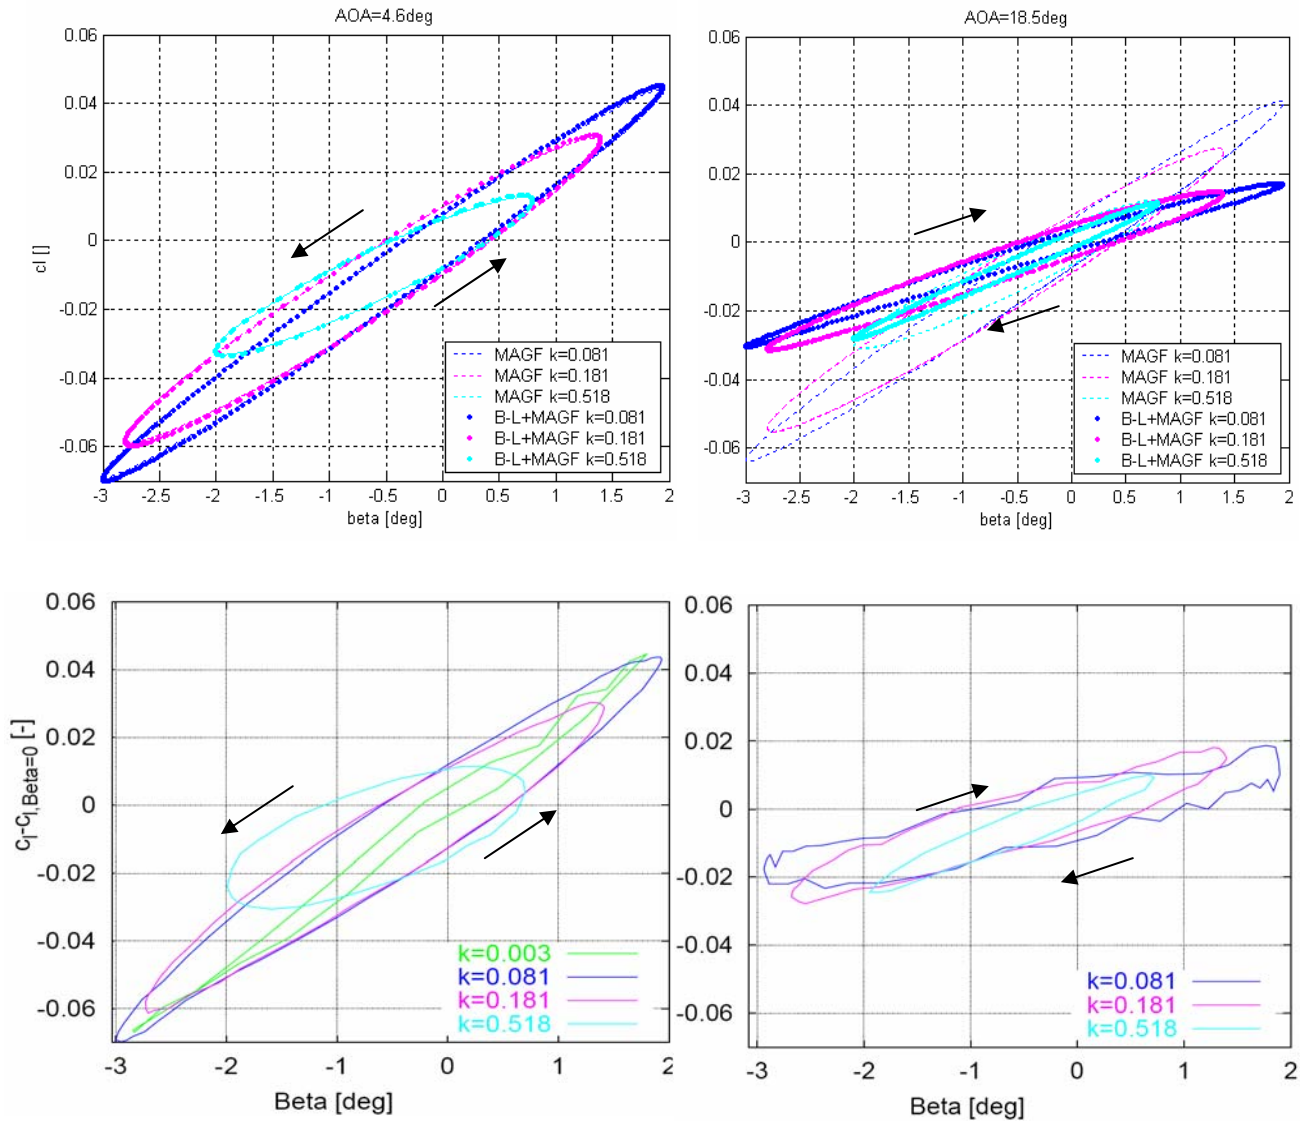 AOA=4.6deg
0.06
0.04
0.02
0
-0.02
-0.04
-0.06
cl []
-3
-2.5
-2
-1.5
-1
-0.5
0
0.5
1
1.5
2
beta [deg]
MAGF k=0.081
MAGF k=0.181
MAGF k=0.518
B-L+MAGF k=0.081
B-L+MAGF k=0.181
B-L+MAGF k=0.518
AOA=18.5deg
0.06
0.04
0.02
0
-0.02
-0.04
-0.06
-3
-2.5
-2
-1.5
-1
-0.5
0
0.5
1
1.5
2
beta [deg]
MAGF k=0.081
MAGF k=0.181
MAGF k=0.518
B-L+MAGF k=0.081
B-L+MAGF k=0.181
B-L+MAGF k=0.518
0.06
0.04
0.02
0
-0.02
-0.04
-0.06
cl-cl,Beta=0 [-]
-3
-2
-1
0
1
2
Beta [deg]
k=0.003
k=0.081
k=0.181
k=0.518
0.06
0.04
0.02
0
-0.02
-0.04
-0.06
-3
-2
-1
0
1
2
Beta [deg]
k=0.081
k=0.181
k=0.518